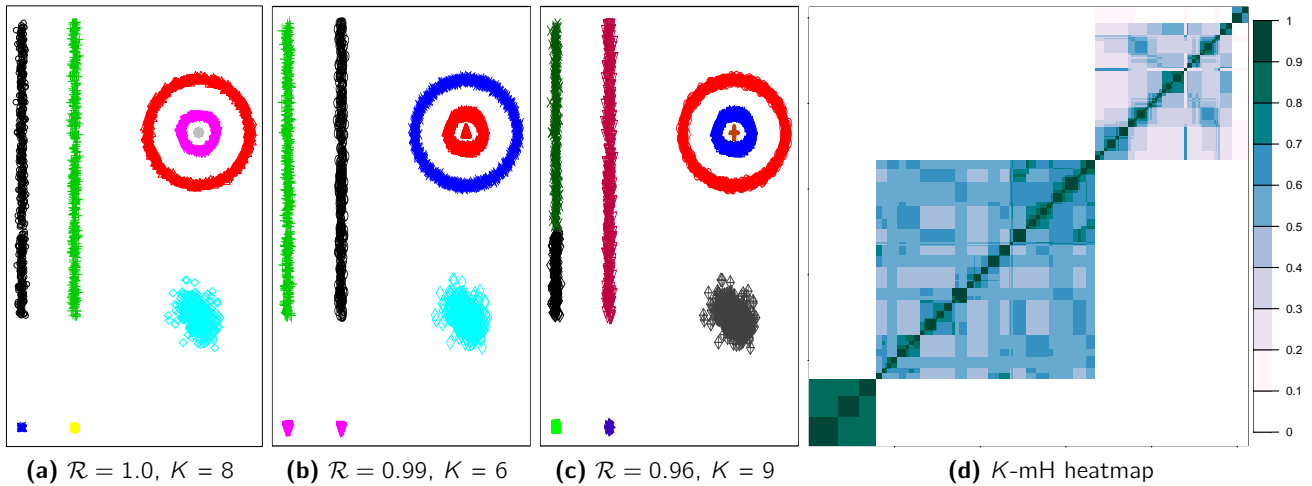 1
0.9
0.8
0.7
0.6
0.5
0.4
0.3
0.2
0.1
0
(a) R = 1.0, K = 8
(b) R = 0.99, K = 6
(c) R = 0.96, K = 9
(d) K-mH heatmap